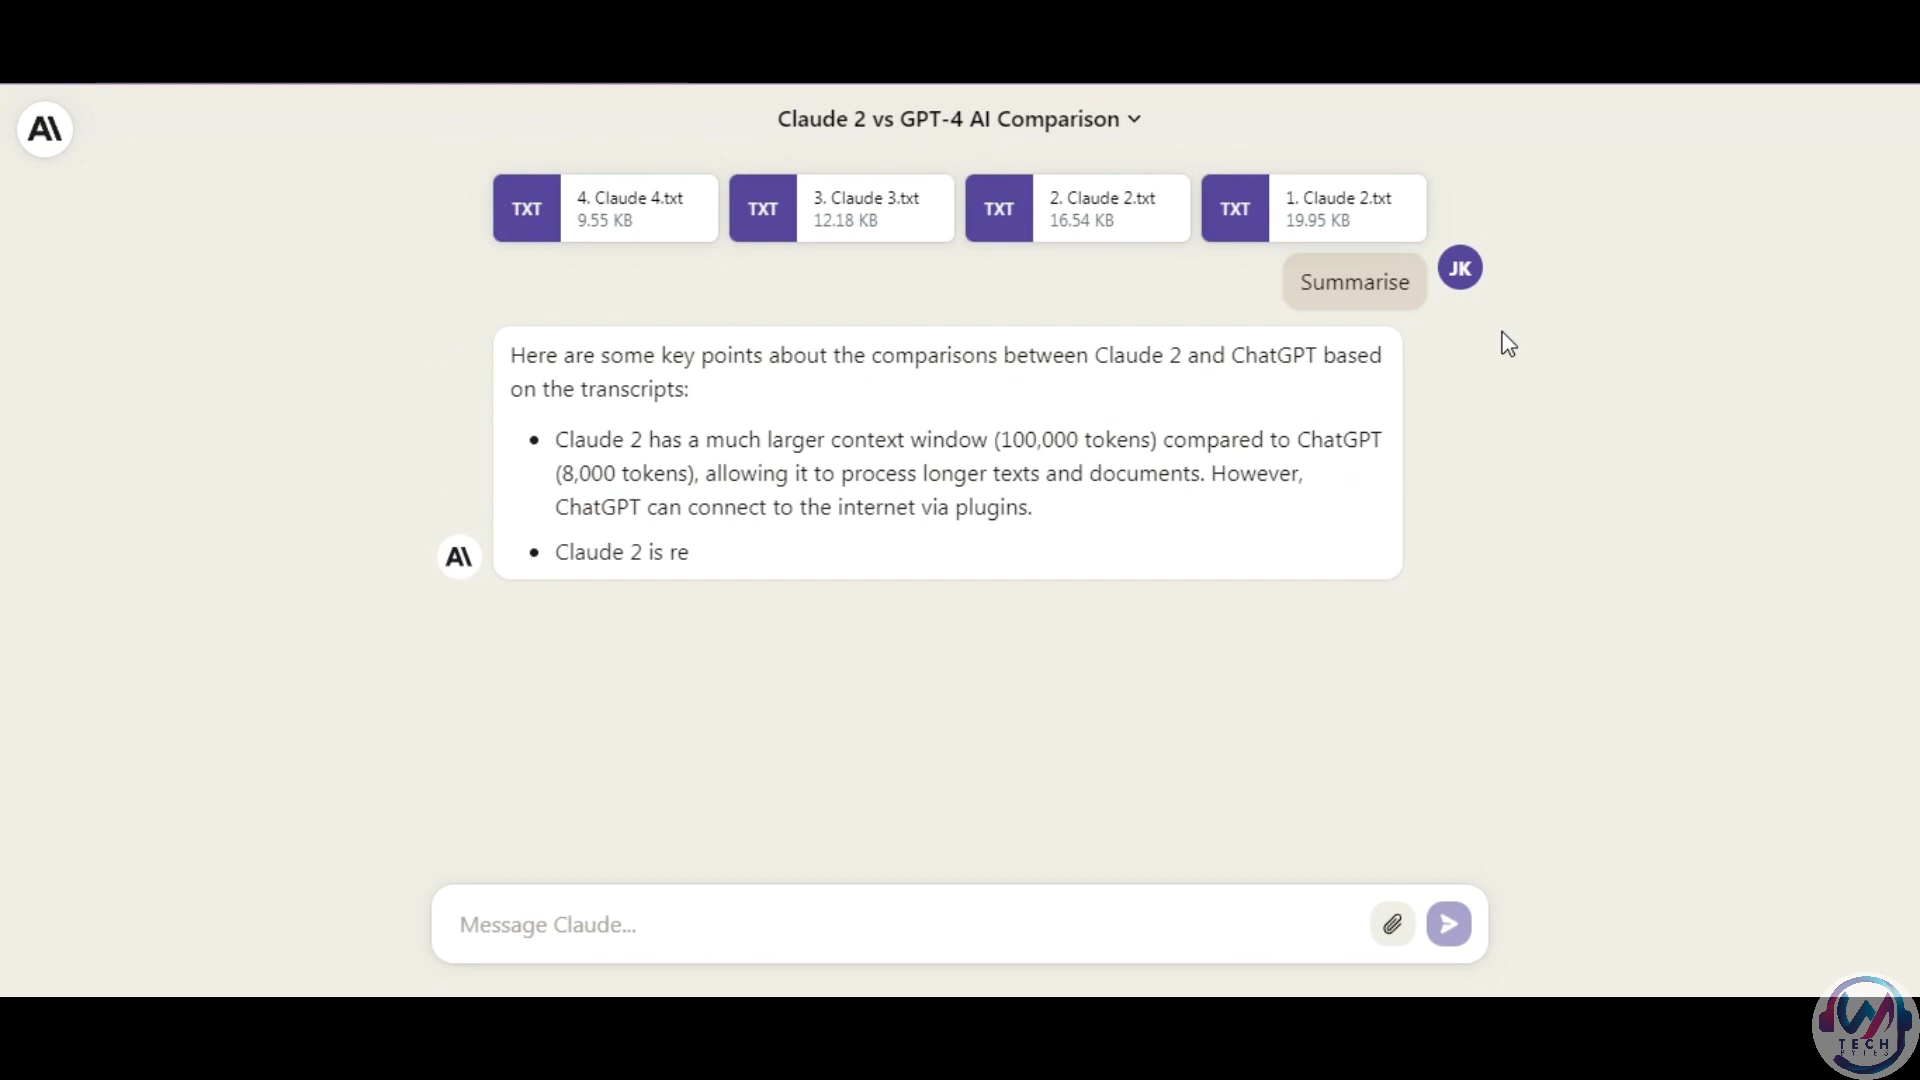 A\
Claude 2 vs GPT-4 AI Comparison
TXT
4. Claude 4.txt
9.55 KB
TXT
3. Claude 3.txt
12.18 KB
TXT
2. Claude 2.txt
16.54 KB
TXT
1. Claude 2.txt
19.95 KB
Summarise
JK
Here are some key points about the comparisons between Claude 2 and ChatGPT based
on the transcripts:
• Claude 2 has a much larger context window (100,000 tokens) compared to ChatGPT
(8,000 tokens), allowing it to process longer texts and documents. However,
ChatGPT can connect to the internet via plugins.
• Claude 2 is re
A\
Message Claude...
TECH
BYTES